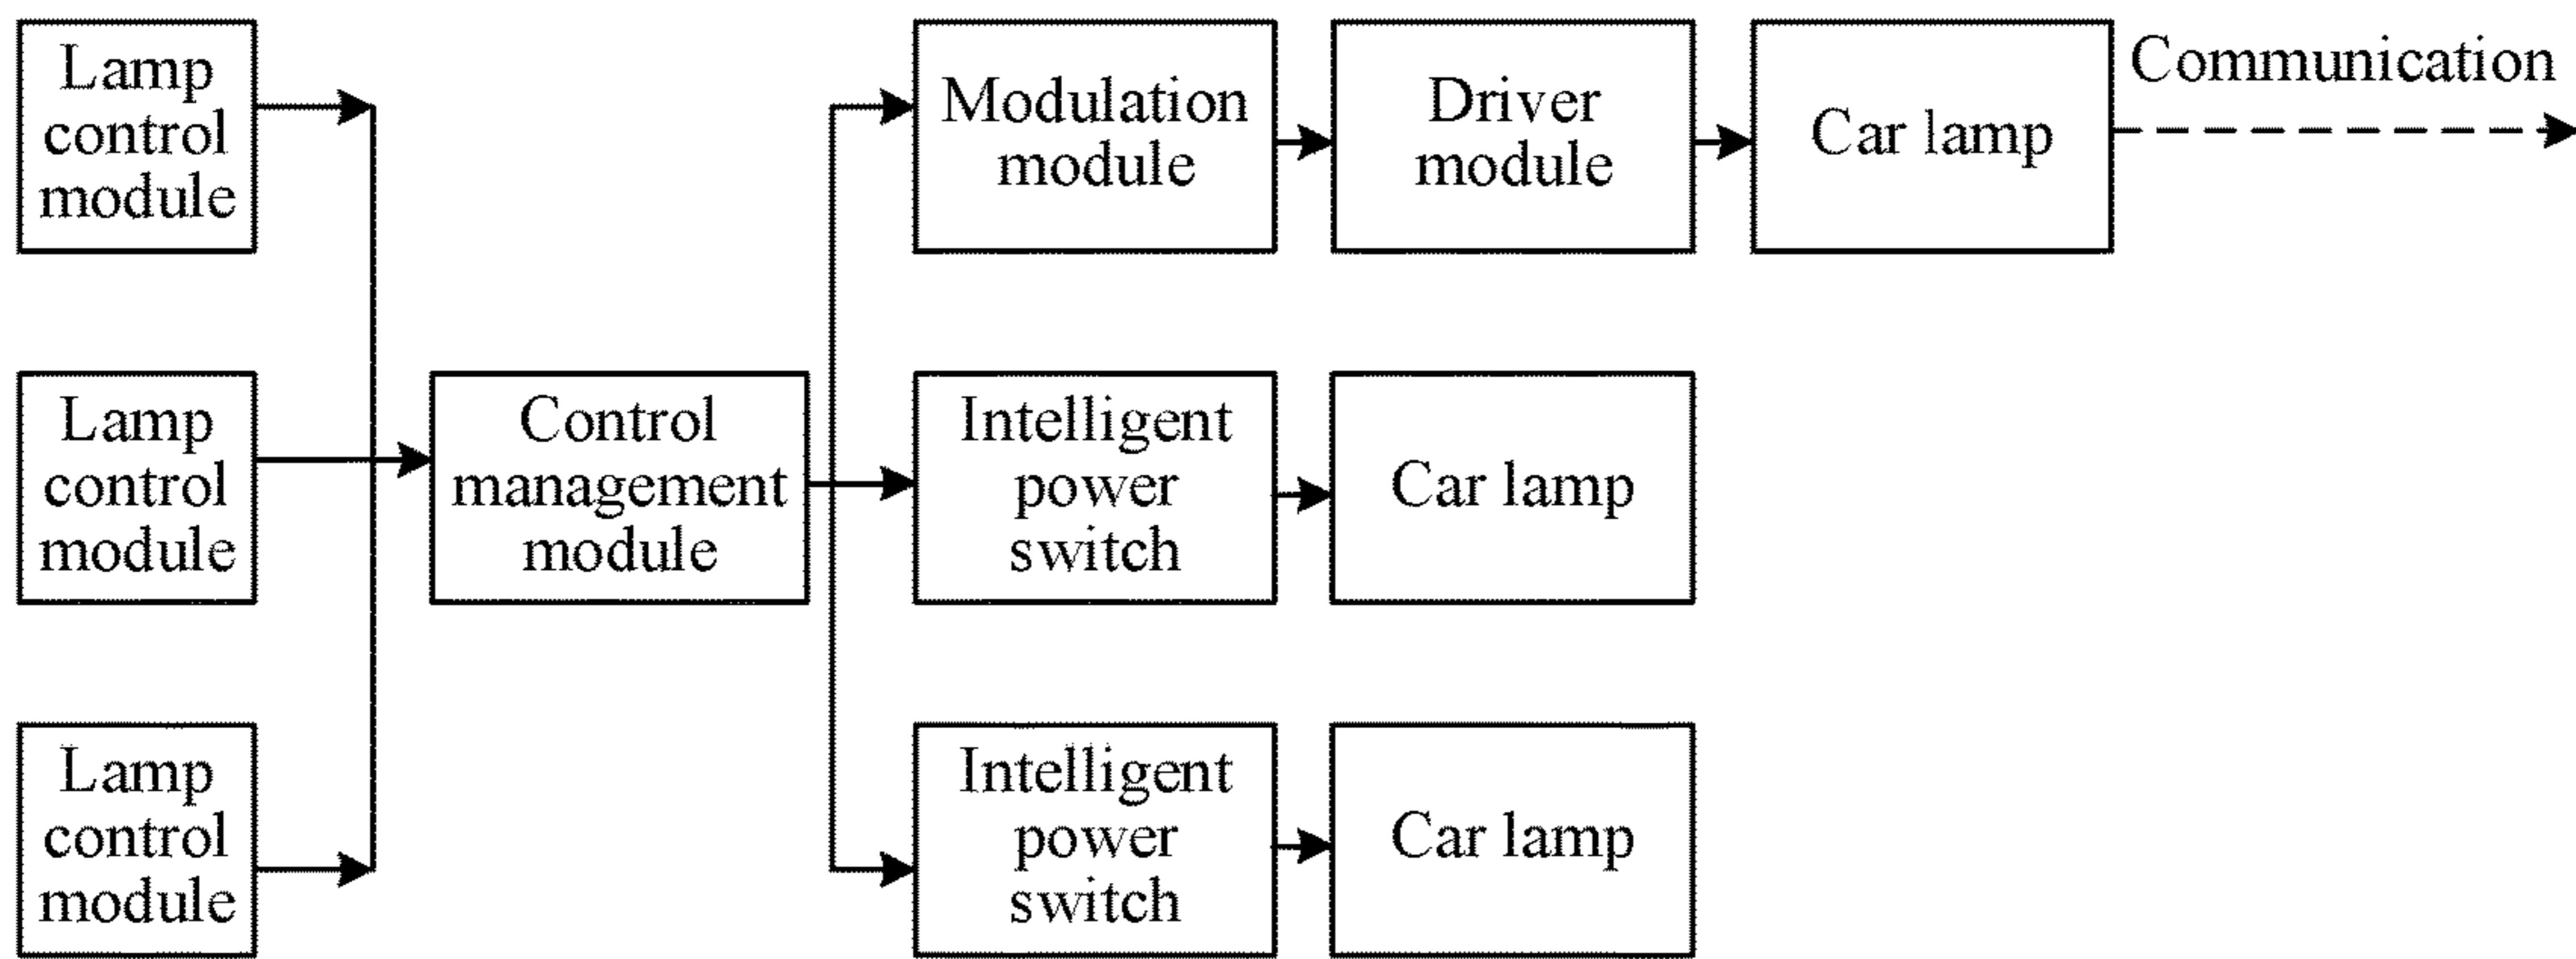 Lamp
control
module
Modulation
module
Driver
module
Car lamp
Communication
Lamp
control
module
Control
management
module
Intelligent
power
switch
Car lamp
Lamp
control
module
Intelligent
power
switch
Car lamp